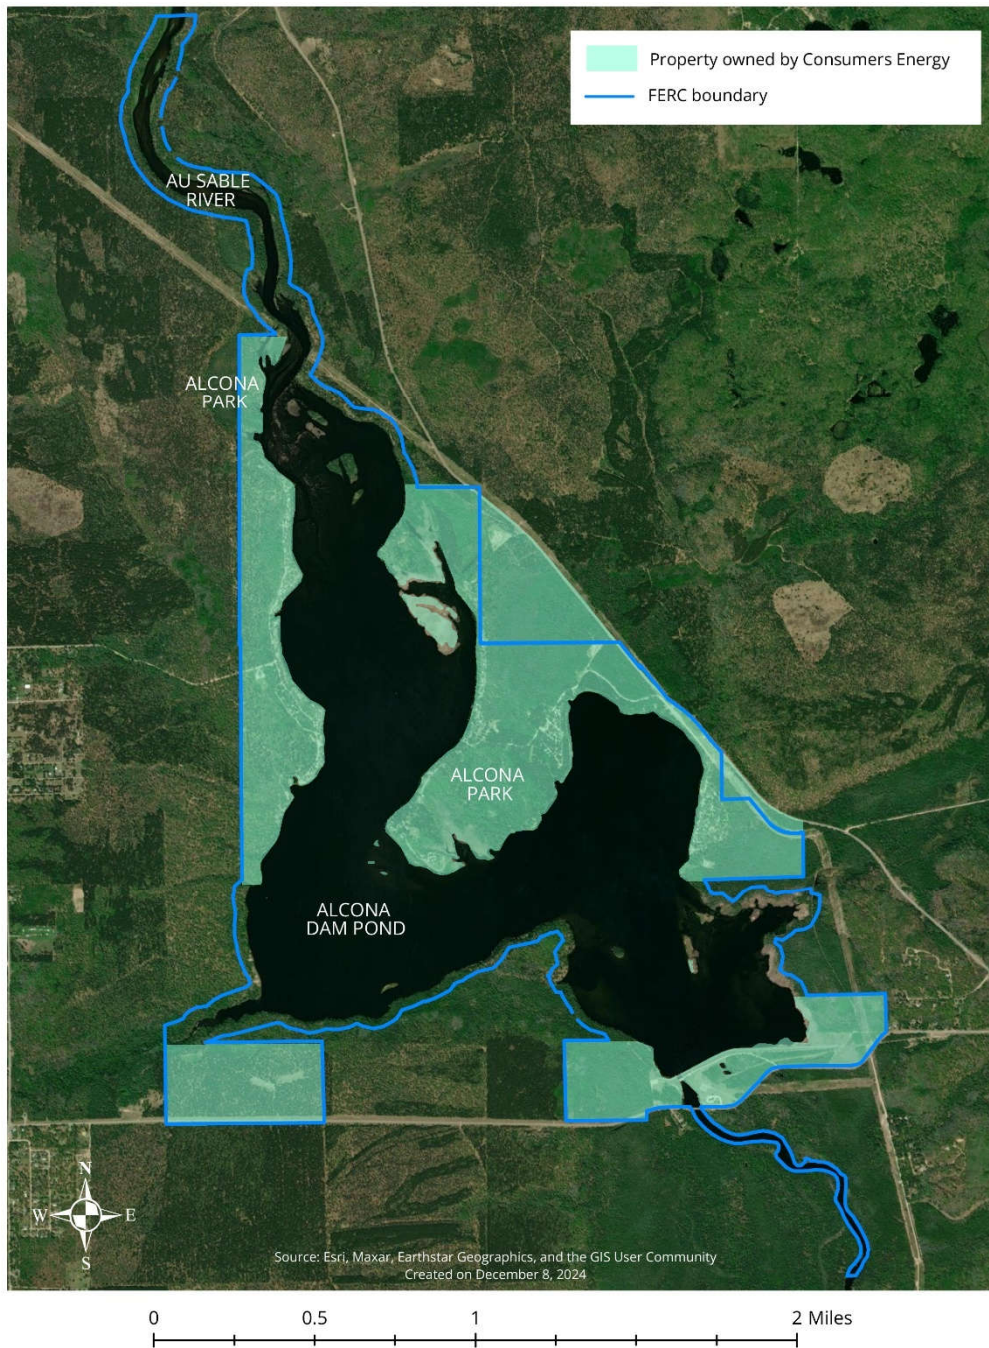 Property owned by Consumers Energy
FERC boundary
AU SABLE
RIVER
ALCONA
PARK
ALCONA
PARK
ALCONA
DAM POND
N
W E
S
Source: Esri, Maxar, Earthstar Geographics, and the GIS User Community
Created on December 8, 2024
0 0.5 1 2 Miles